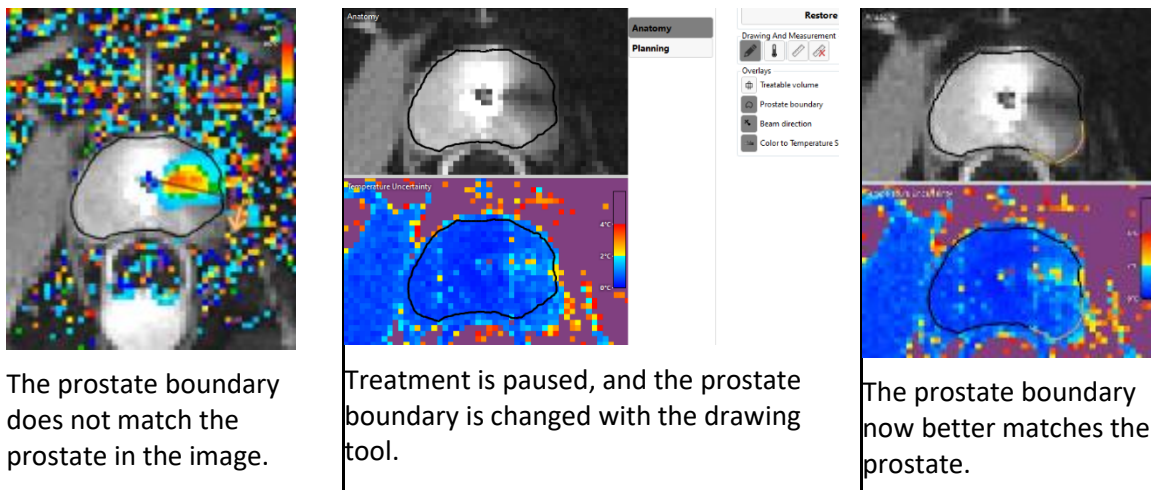 The prostate boundary
does not match the
prostate in the image.
Anatomy
Anatomy
Planning
Restore
Drawing And Measurement
Overlays
Treatable volume
Prostate boundary
Beam direction
Color to Temperature S
Temperature Uncertainty
4°C
2°C
0°C
Treatment is paused, and the prostate
boundary is changed with the drawing
tool.
The prostate boundary
now better matches the
prostate.